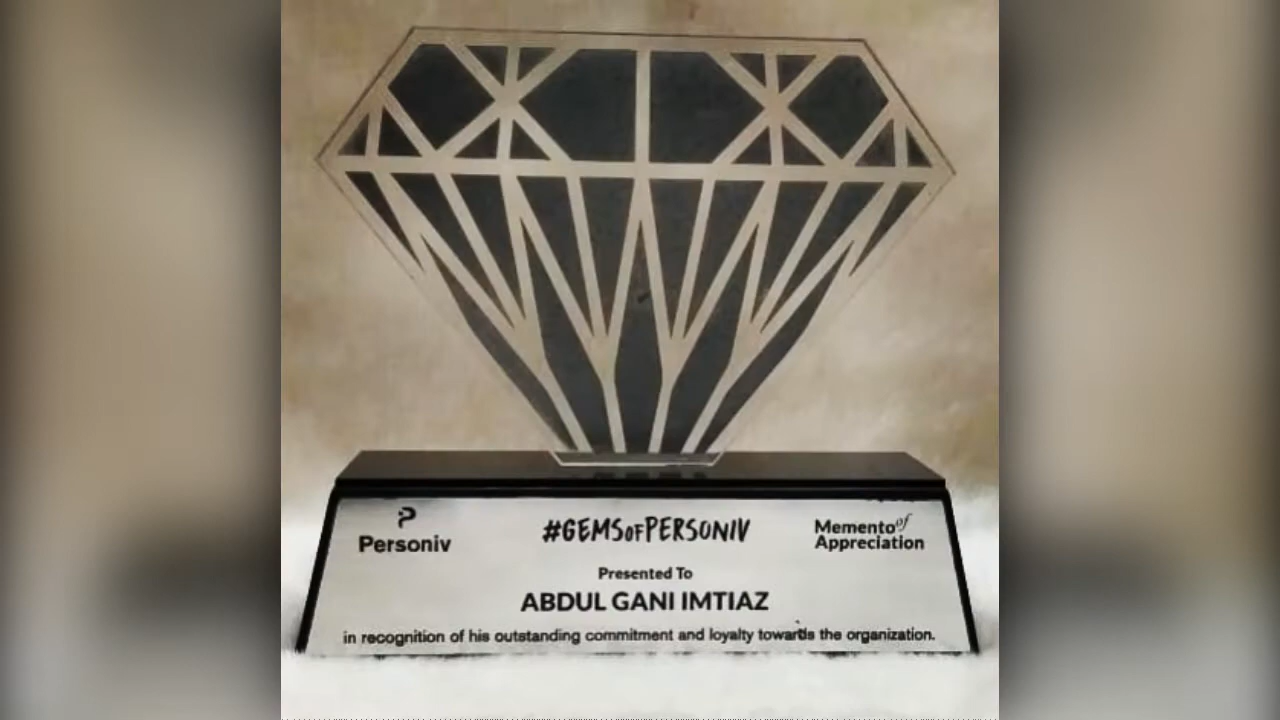 Personiv
#GEMSOFPERSONIV
Memento of
Appreciation
Presented To
ABDUL GANI IMTIAZ
in recognition of his outstanding commitment and loyalty towards the organization.